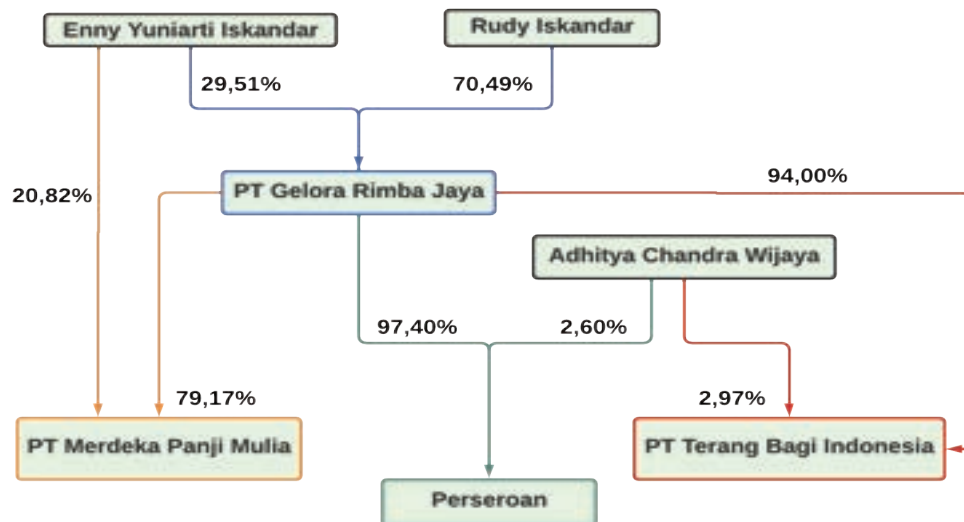 Enny Yuniarti Iskandar
Rudy Iskandar
29,51%
70,49%
20,82%
PT Gelora Rimba Jaya
94,00%
Adhitya Chandra Wijaya
97,40%
2,60%
79,17%
2,97%
PT Merdeka Panji Mulia
PT Terang Bagi Indonesia
Perseroan